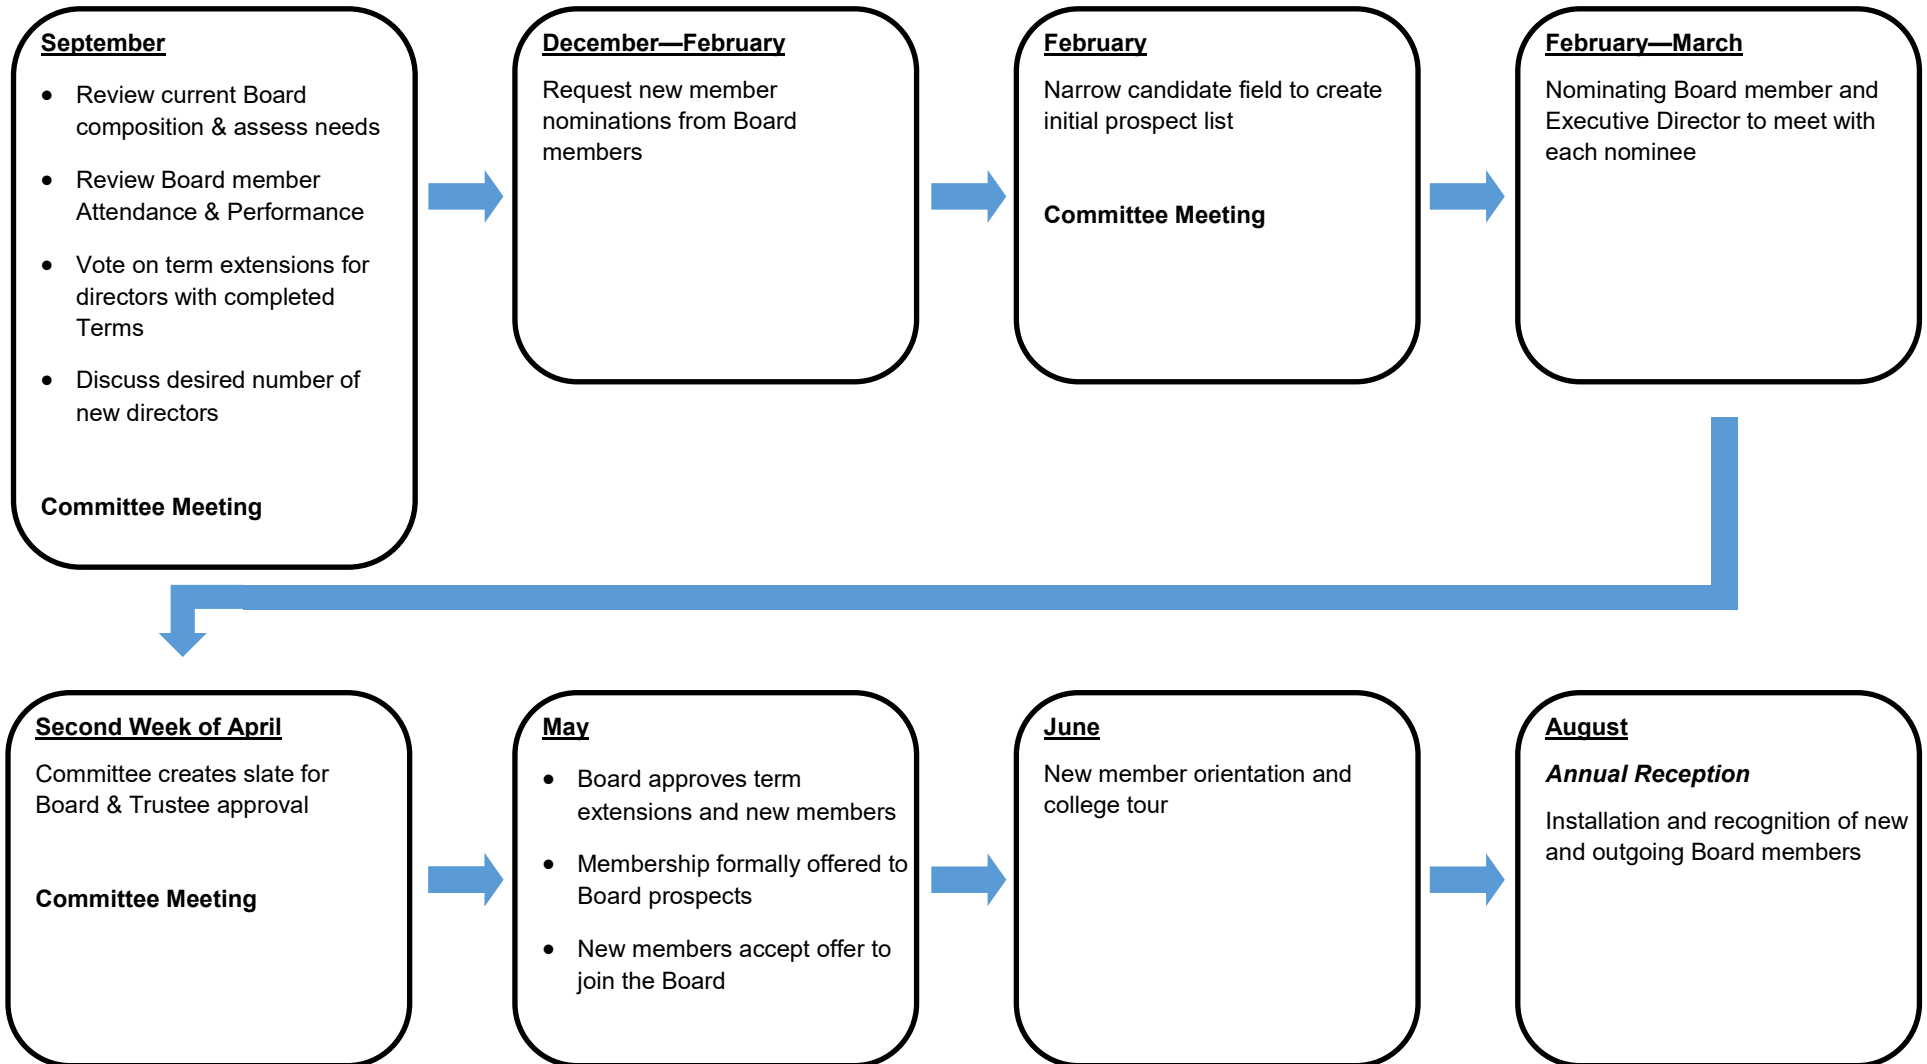 September
• Review current Board
composition & assess needs
• Review Board member
Attendance & Performance
• Vote on term extensions for
directors with completed
Terms
• Discuss desired number of
new directors
Committee Meeting
December—February
Request new member
nominations from Board
members
February
Narrow candidate field to create
initial prospect list
Committee Meeting
February—March
Nominating Board member and
Executive Director to meet with
each nominee
Second Week of April
Committee creates slate for
Board & Trustee approval
Committee Meeting
May
• Board approves term
extensions and new members
• Membership formally offered to
Board prospects
• New members accept offer to
join the Board
June
New member orientation and
college tour
August
Annual Reception
Installation and recognition of new
and outgoing Board members